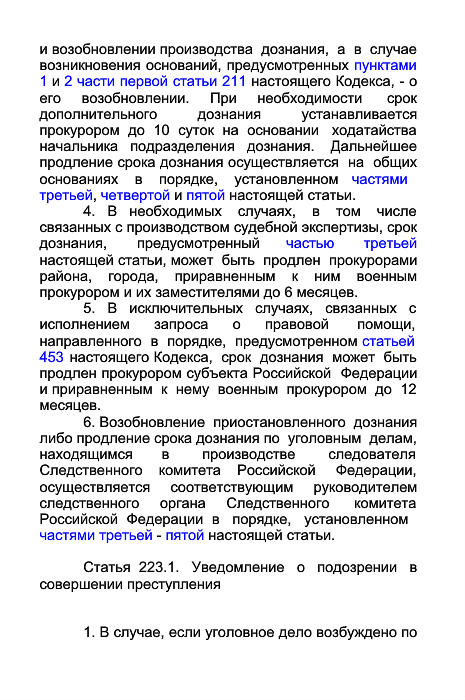 и возобновлении производства дознания, а в случае
возникновения оснований, предусмотренных пунктами
1 и 2 части первой статьи 211 настоящего Кодекса, - о
его возобновлении. При необходимости срок
дополнительного дознания устанавливается
прокурором до 10 суток на основании ходатайства
начальника подразделения дознания. Дальнейшее
продление срока дознания осуществляется на общих
основаниях в порядке, установленном частями
третьей, четвертой и пятой настоящей статьи.
4. В необходимых случаях, в том числе
связанных с производством судебной экспертизы, срок
дознания, предусмотренный частью третьей
настоящей статьи, может быть продлен прокурорами
района, города, приравненным к ним военным
прокурором и их заместителями до 6 месяцев.
5. В исключительных случаях, связанных с
исполнением запроса о правовой помощи,
направленного в порядке, предусмотренном статьей
453 настоящего Кодекса, срок дознания может быть
продлен прокурором субъекта Российской Федерации
и приравненным к нему военным прокурором до 12
месяцев.
6. Возобновление приостановленного дознания
либо продление срока дознания по уголовным делам,
находящимся в производстве следователя
Следственного комитета Российской Федерации,
осуществляется соответствующим руководителем
следственного органа Следственного комитета
Российской Федерации в порядке, установленном
частями третьей - пятой настоящей статьи.
Статья 223.1. Уведомление о подозрении в
совершении преступления
1. В случае, если уголовное дело возбуждено по